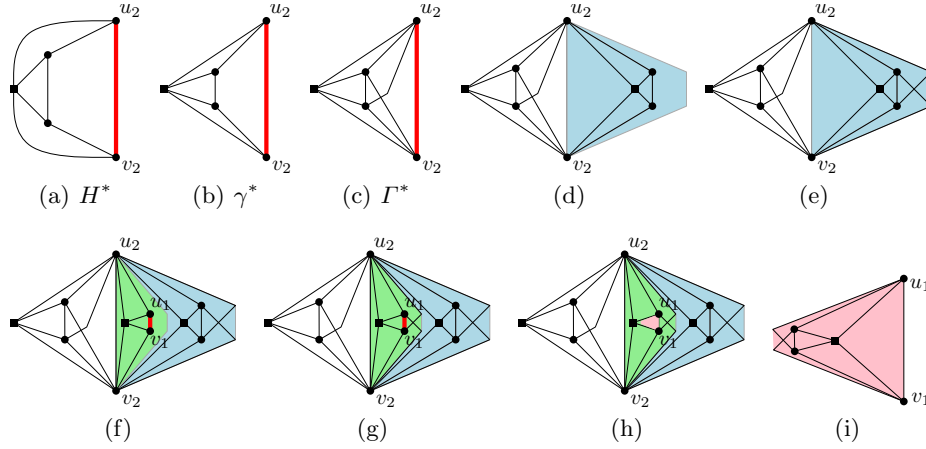 u₂ u₂ u₂ u₂ u₂
v₂ v₂ v₂ v₂ v₂
(a) H* (b) γ* (c) Γ* (d) (e)
u₂ u₂ u₂
u₁ u₁ u₁ u₁
v₁ v₁ v₁
v₂ v₂ v₂ v₁
(f) (g) (h) (i)